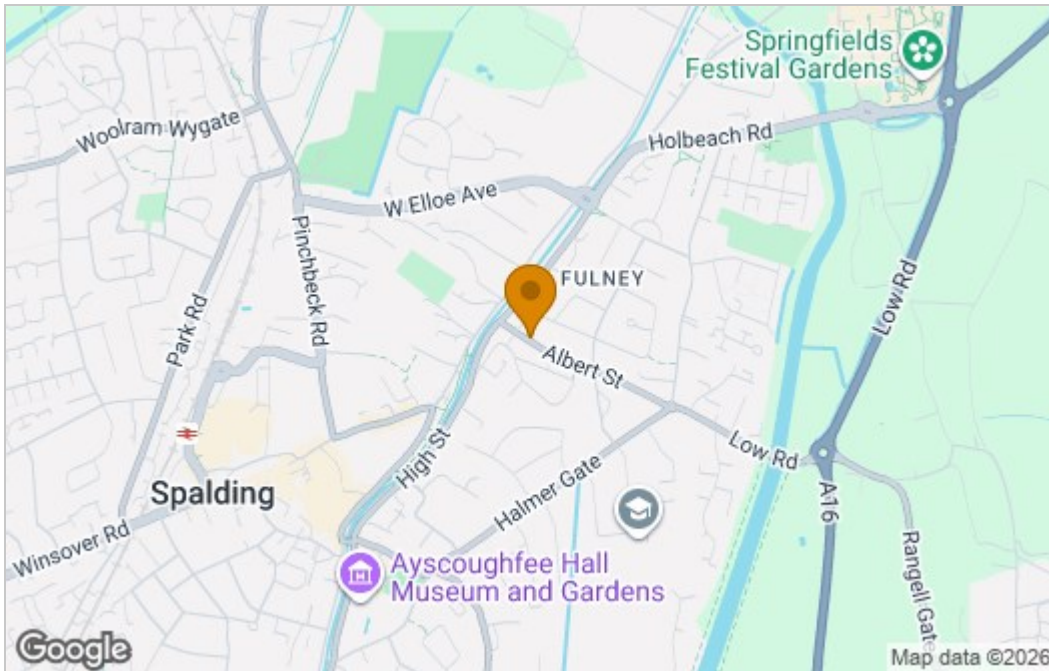 Springfields
Festival Gardens
Woolram Wygate
Holbeach Rd
W Elloe Ave
Pinchbeck Rd
FULNEY
Low Rd
Park Rd
Albert St
High St
Low Rd
Halmer Gate
Spalding
A16
Winsover Rd
Rangell Gate
Ayscoughfee Hall
Museum and Gardens
Google
Map data ©2026